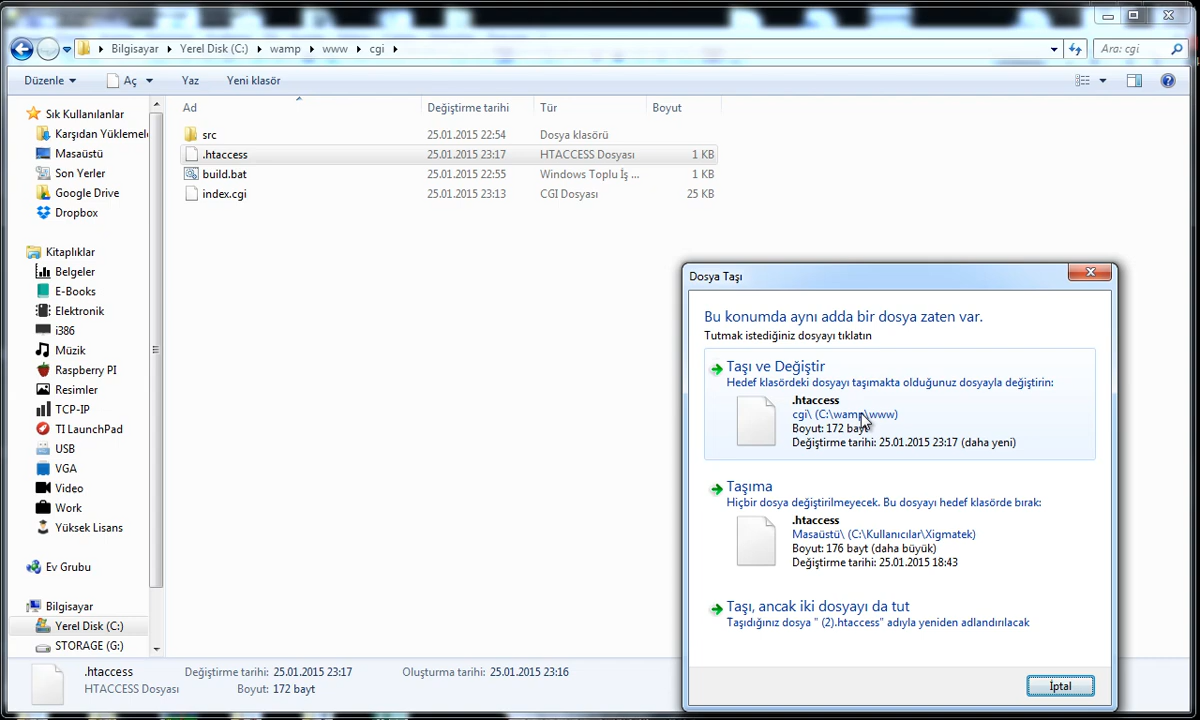 Bilgisayar Yerel Disk (C:) wamp www cgi
Ara: cgi
Düzenle Aç Yaz Yeni klasör
Ad Değiştirme tarihi Tür Boyut
src 25.01.2015 22:54 Dosya klasörü
.htaccess 25.01.2015 23:17 HTACCESS Dosyası 1 KB
build.bat 25.01.2015 22:55 Windows Toplu İş ... 1 KB
index.cgi 25.01.2015 23:13 CGI Dosyası 25 KB
Sık Kullanılanlar
Karşıdan Yüklemele
Masaüstü
Son Yerler
Google Drive
Dropbox
Kitaplıklar
Belgeler
E-Books
Elektronik
i386
Müzik
Raspberry PI
Resimler
TCP-IP
TI LaunchPad
USB
VGA
Video
Work
Yüksek Lisans
Ev Grubu
Bilgisayar
Yerel Disk (C:)
STORAGE (G:)
.htaccess Değiştirme tarihi: 25.01.2015 23:17 Oluşturma tarihi: 25.01.2015 23:16
HTACCESS Dosyası Boyut: 172 bayt
Dosya Taşı
Bu konumda aynı adda bir dosya zaten var.
Tutmak istediğiniz dosyayı tıklatın
Taşı ve Değiştir
Hedef klasördeki dosyayı taşımakta olduğunuz dosyayla değiştirin:
.htaccess
cgi\ (C:\wamp\www)
Boyut: 172 bayt
Değiştirme tarihi: 25.01.2015 23:17 (daha yeni)
Taşıma
Hiçbir dosya değiştirilmeyecek. Bu dosyayı hedef klasörde bırak:
.htaccess
Masaüstü\ (C:\Kullanıcılar\Xigmatek)
Boyut: 176 bayt (daha büyük)
Değiştirme tarihi: 25.01.2015 18:43
Taşı, ancak iki dosyayı da tut
Taşıdığınız dosya " (2).htaccess" adıyla yeniden adlandırılacak
İptal